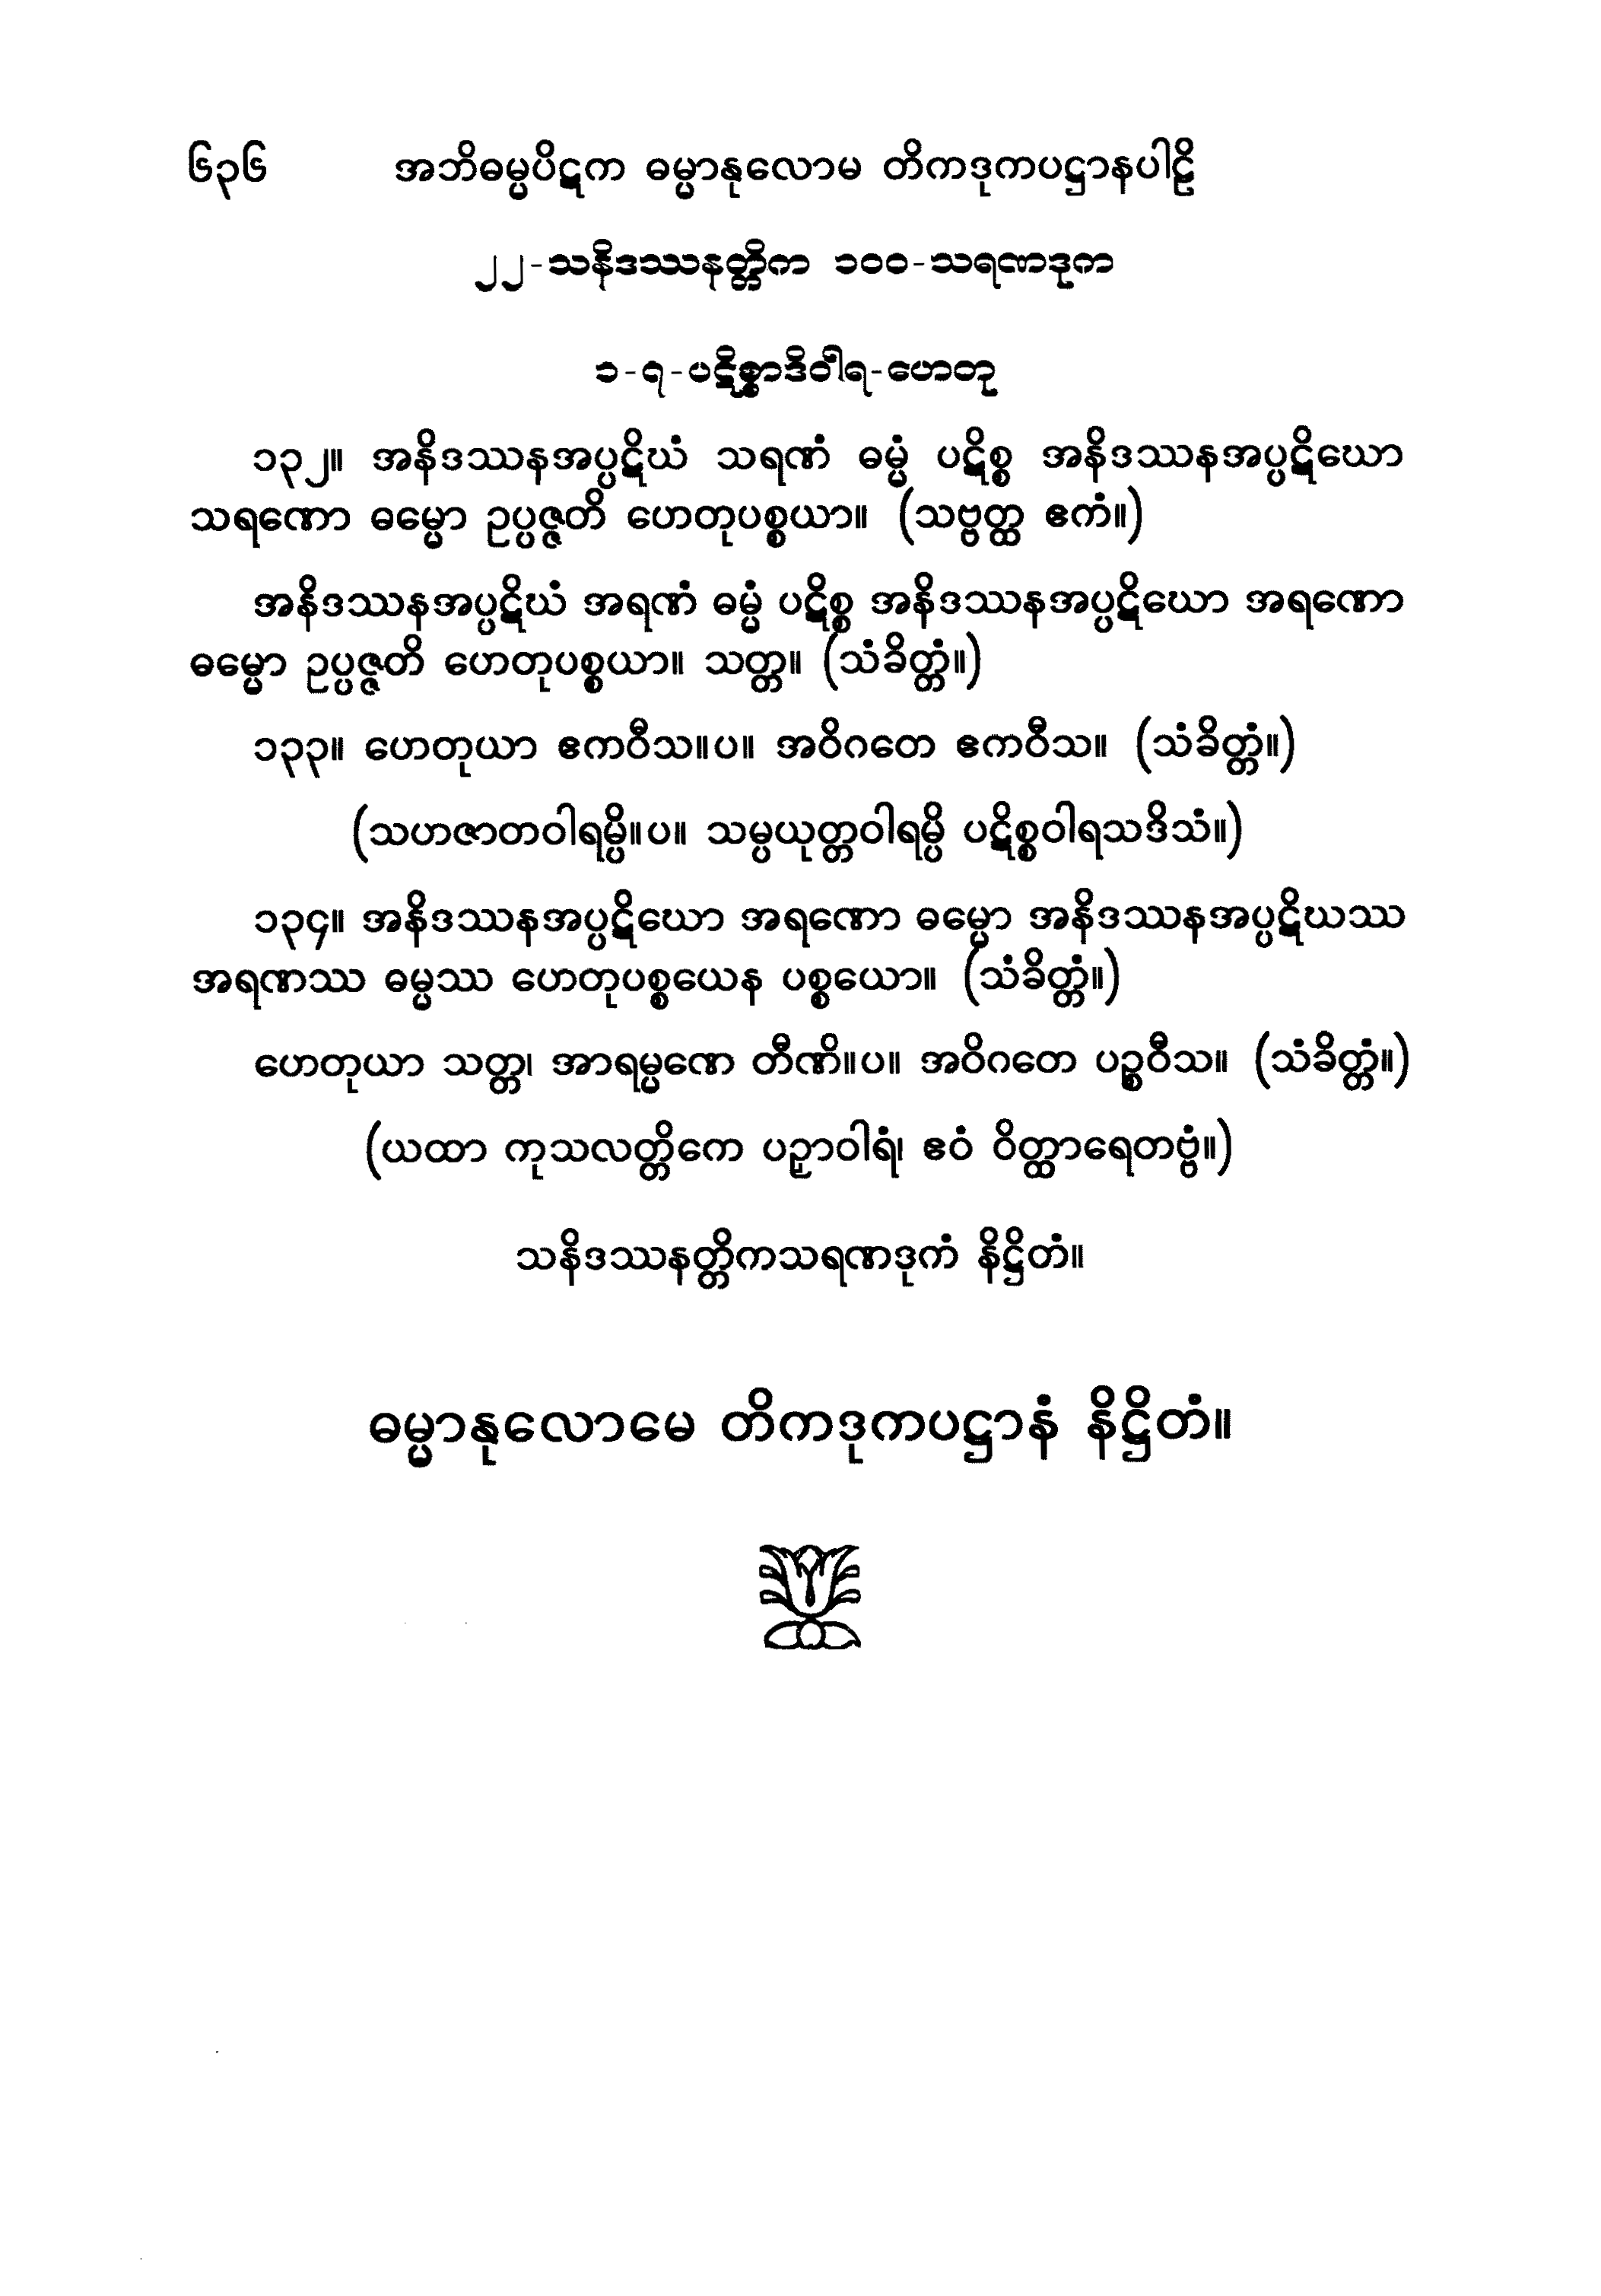 ၆၃၆ အဘိဓမ္မပိဋက ဓမ္မာနုလောမ တိကဒုကပဋ္ဌာနပါဠိ
၂၂-သနိဒဿနတ္တိက ၁၀၀-သရဏဒုက
၁-၇-ပဋိစ္စာဒိဝါရ-ဟေတု
၁၃၂။ အနိဒဿနအပ္ပဋိဃံ သရဏံ ဓမ္မံ ပဋိစ္စ အနိဒဿနအပ္ပဋိဃော
သရဏော ဓမ္မော ဥပ္ပဇ္ဇတိ ဟေတုပစ္စယာ။ (သဗ္ဗတ္ထ ဧကံ။)
အနိဒဿနအပ္ပဋိဃံ အရဏံ ဓမ္မံ ပဋိစ္စ အနိဒဿနအပ္ပဋိဃော အရဏော
ဓမ္မော ဥပ္ပဇ္ဇတိ ဟေတုပစ္စယာ။ သတ္တ။ (သံခိတ္တံ။)
၁၃၃။ ဟေတုယာ ဧကဝီသ။ပ။ အဝိဂတေ ဧကဝီသ။ (သံခိတ္တံ။)
(သဟဇာတဝါရမ္ပိ။ပ။ သမ္ပယုတ္တဝါရမ္ပိ ပဋိစ္စဝါရသဒိသံ။)
၁၃၄။ အနိဒဿနအပ္ပဋိဃော အရဏော ဓမ္မော အနိဒဿနအပ္ပဋိဃဿ
အရဏဿ ဓမ္မဿ ဟေတုပစ္စယေန ပစ္စယော။ (သံခိတ္တံ။)
ဟေတုယာ သတ္တ၊ အာရမ္မဏေ တီဏိ။ပ။ အဝိဂတေ ပဉ္စဝီသ။ (သံခိတ္တံ။)
(ယထာ ကုသလတ္တိကေ ပဉှာဝါရံ၊ ဧဝံ ဝိတ္ထာရေတဗ္ဗံ။)
သနိဒဿနတ္တိကသရဏဒုကံ နိဋ္ဌိတံ။
ဓမ္မာနုလောမေ တိကဒုကပဋ္ဌာနံ နိဋ္ဌိတံ။